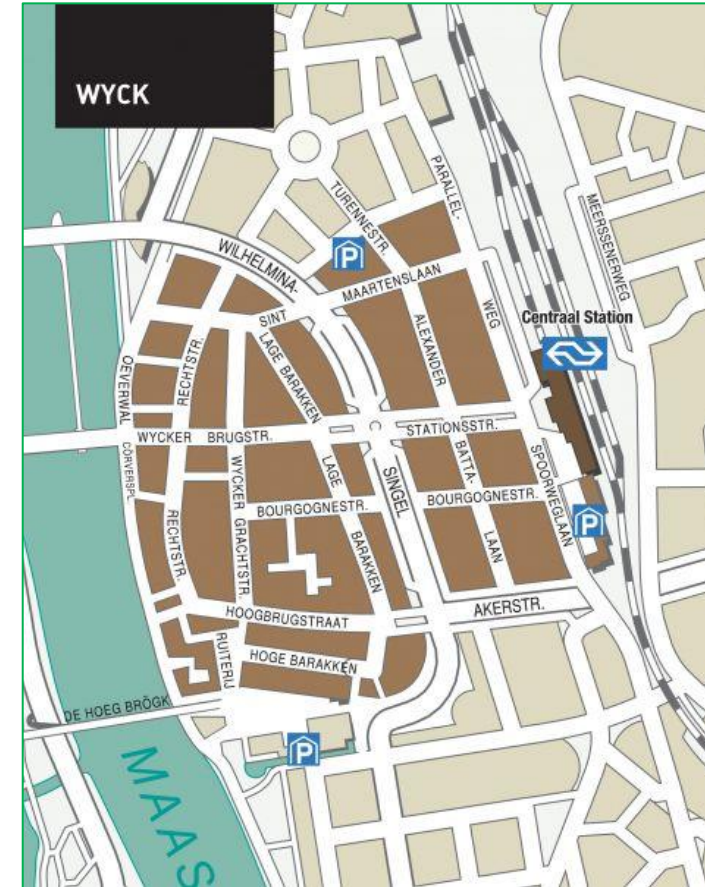 WYCK
PARALLEL-
TURENNESTR.
MEERSSENERWEG
WILHELMINA-
P
MAARTENSLAAN
SINT
WEG
Centraal Station
ALEXANDER
RECHTSTR.
LAGE BARAKKEN
OEVERWAL
WYCKER BRUGSTR.
STATIONSSTR.
CÖRVERSPL.
BATTA-
SPOORWEGLAAN
LAGE
SINGEL
WYCKER GRACHTSTR.
BOURGOGNESTR.
BOURGOGNESTR.
P
RECHTSTR.
BARAKKEN
LAAN
HOOGBRUGSTRAAT
AKERSTR.
RUITERIJ
HOGE BARAKKEN
DE HOEG BRÖGK
P
MAAS